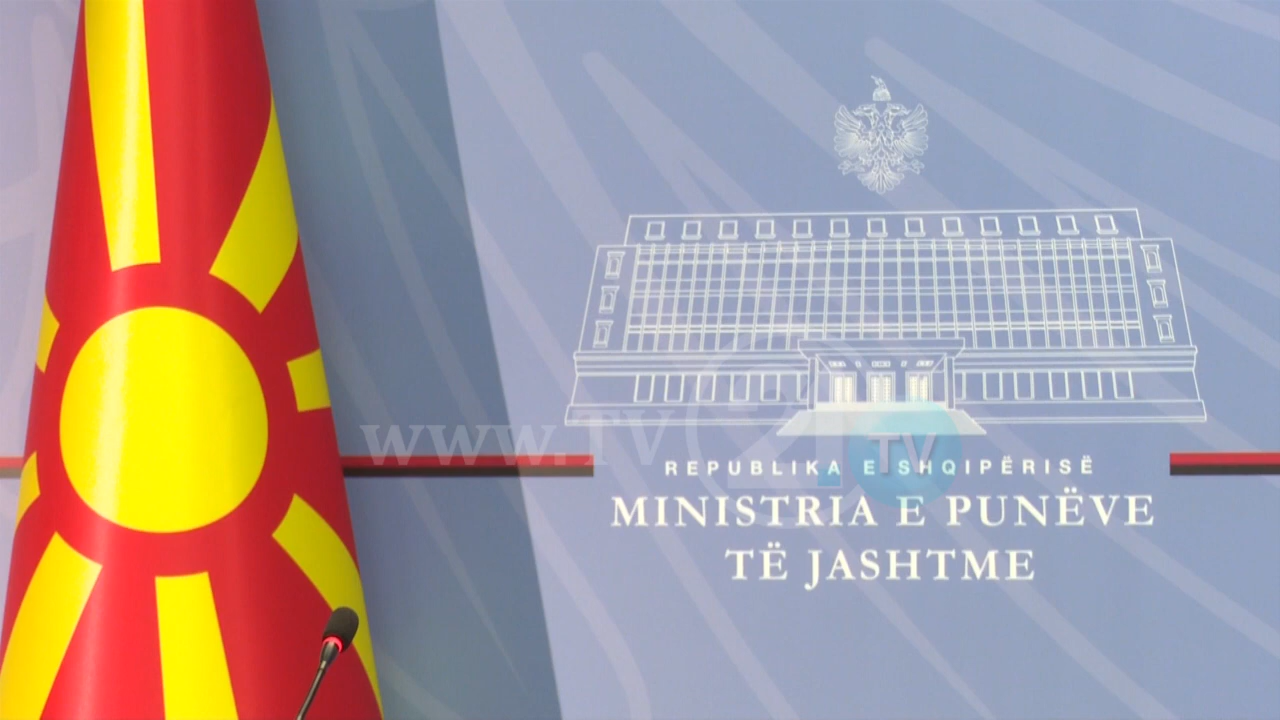 www.TV21.TV
REPUBLIKA E SHQIPËRISË
MINISTRIA E PUNËVE
TË JASHTME